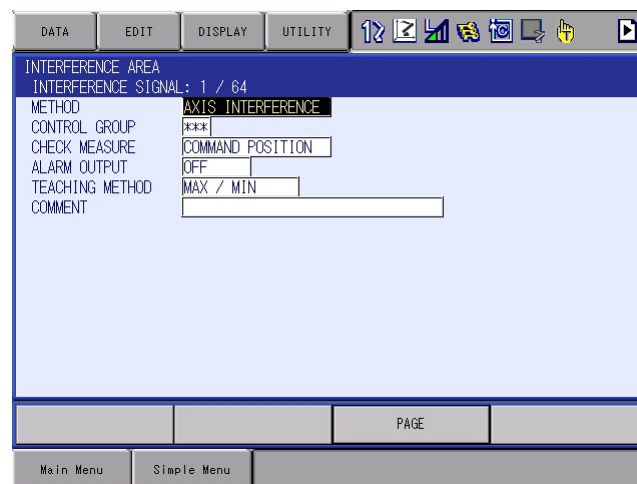 DATA EDIT DISPLAY UTILITY
INTERFERENCE AREA
INTERFERENCE SIGNAL: 1 / 64
METHOD AXIS INTERFERENCE
CONTROL GROUP ***
CHECK MEASURE COMMAND POSITION
ALARM OUTPUT OFF
TEACHING METHOD MAX / MIN
COMMENT
PAGE
Main Menu Simple Menu